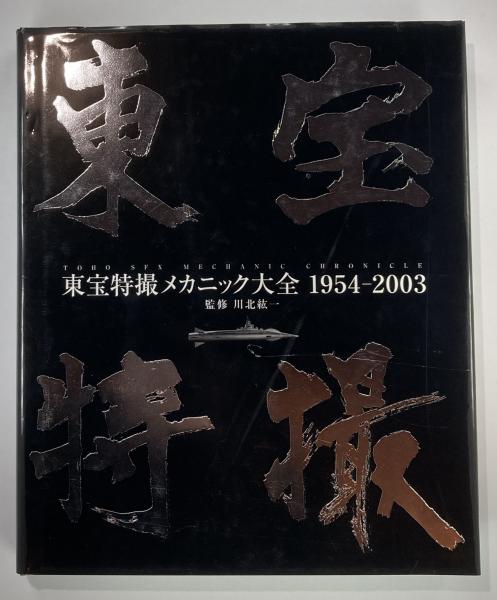 東宝
TOHO SFX MECHANIC CHRONICLE
東宝特撮メカニック大全 1954-2003
監修 川北紘一
特撮